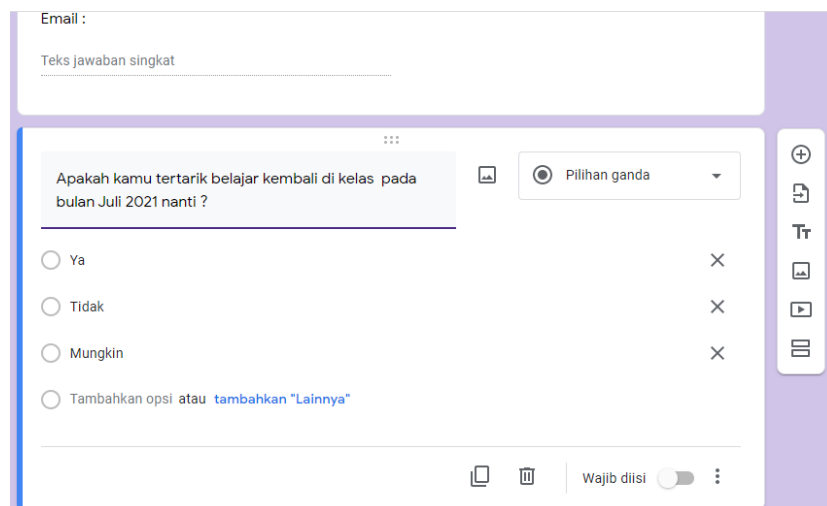 Email :
Teks jawaban singkat
Apakah kamu tertarik belajar kembali di kelas pada
bulan Juli 2021 nanti ?
Pilihan ganda
Ya
Tidak
Mungkin
Tambahkan opsi atau tambahkan "Lainnya"
Wajib diisi